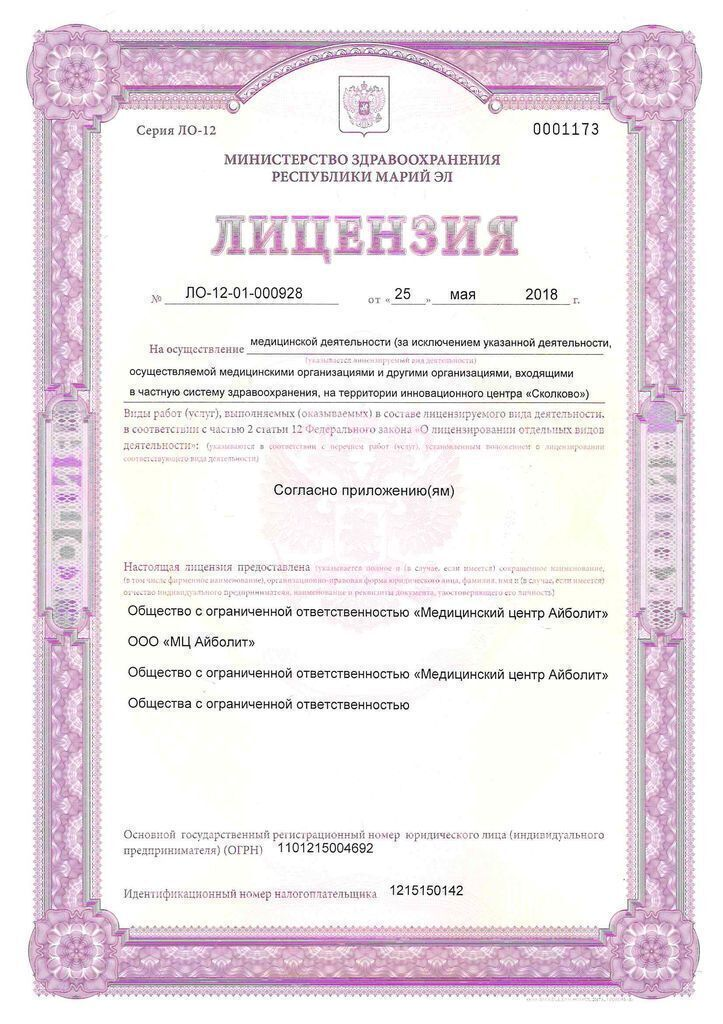 Серия ЛО-12
0001173
МИНИСТЕРСТВО ЗДРАВООХРАНЕНИЯ
РЕСПУБЛИКИ МАРИЙ ЭЛ
ЛИЦЕНЗИЯ
№ ЛО-12-01-000928 от « 25 » мая 2018 г.
На осуществление медицинской деятельности (за исключением указанной деятельности,
(указывается лицензируемый вид деятельности)
осуществляемой медицинскими организациями и другими организациями, входящими
в частную систему здравоохранения, на территории инновационного центра «Сколково»)
Виды работ (услуг), выполняемых (оказываемых) в составе лицензируемого вида деятельности,
в соответствии с частью 2 статьи 12 Федерального закона «О лицензировании отдельных видов
деятельности»: (указываются в соответствии с перечнем работ (услуг), установленным положением о лицензировании
соответствующего вида деятельности)
Согласно приложению(ям)
Настоящая лицензия предоставлена (указывается полное и (в случае, если имеется) сокращенное наименование,
(в том числе фирменное наименование), организационно-правовая форма юридического лица, фамилия, имя и (в случае, если имеется)
отчество индивидуального предпринимателя, наименование и реквизиты документа, удостоверяющего его личность)
Общество с ограниченной ответственностью «Медицинский центр Айболит»
ООО «МЦ Айболит»
Общество с ограниченной ответственностью «Медицинский центр Айболит»
Общества с ограниченной ответственностью
Основной государственный регистрационный номер юридического лица (индивидуального
предпринимателя) (ОГРН) 1101215004692
Идентификационный номер налогоплательщика 1215150142